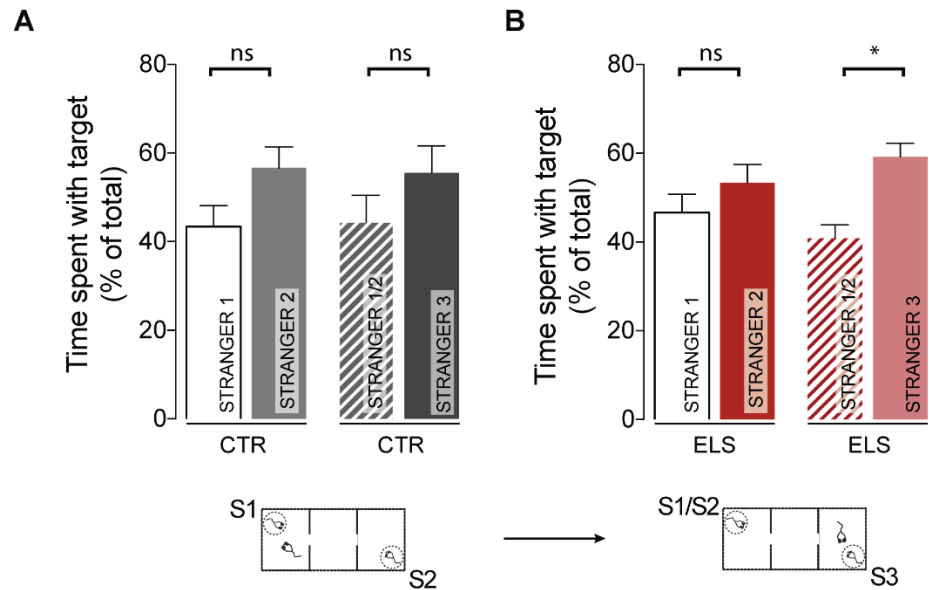 A
Time spent with target
(% of total)
80
60
40
20
0
ns
ns
STRANGER 1
STRANGER 2
STRANGER 1/2
STRANGER 3
CTR
CTR
B
Time spent with target
(% of total)
80
60
40
20
0
ns
*
STRANGER 1
STRANGER 2
STRANGER 1/2
STRANGER 3
ELS
ELS
S1
S2
S1/S2
S3